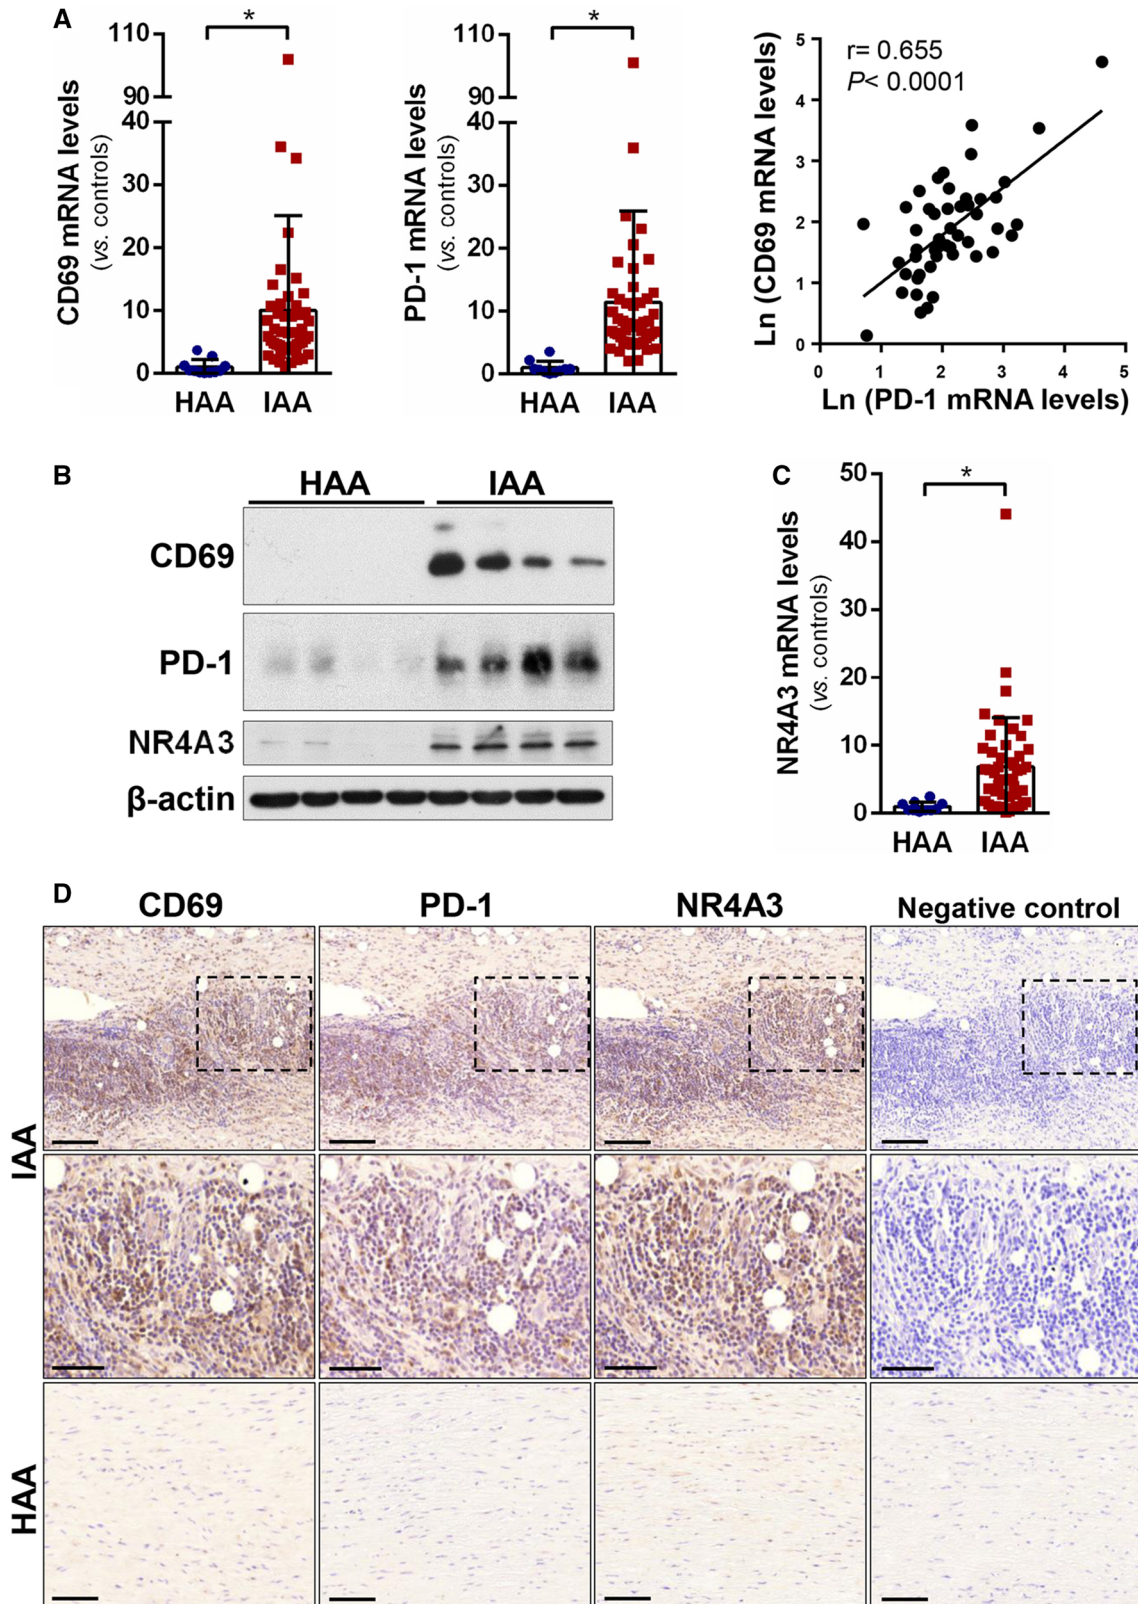 A
CD69 mRNA levels
(vs. controls)
110
90
40
30
20
10
0
*
HAA
IAA
PD-1 mRNA levels
(vs. controls)
110
90
40
30
20
10
0
*
HAA
IAA
Ln (CD69 mRNA levels)
5
4
3
2
1
0
r= 0.655
P< 0.0001
0
1
2
3
4
5
Ln (PD-1 mRNA levels)
B
HAA
IAA
CD69
PD-1
NR4A3
β-actin
C
NR4A3 mRNA levels
(vs. controls)
50
40
30
20
10
0
*
HAA
IAA
D
CD69
PD-1
NR4A3
Negative control
IAA
HAA